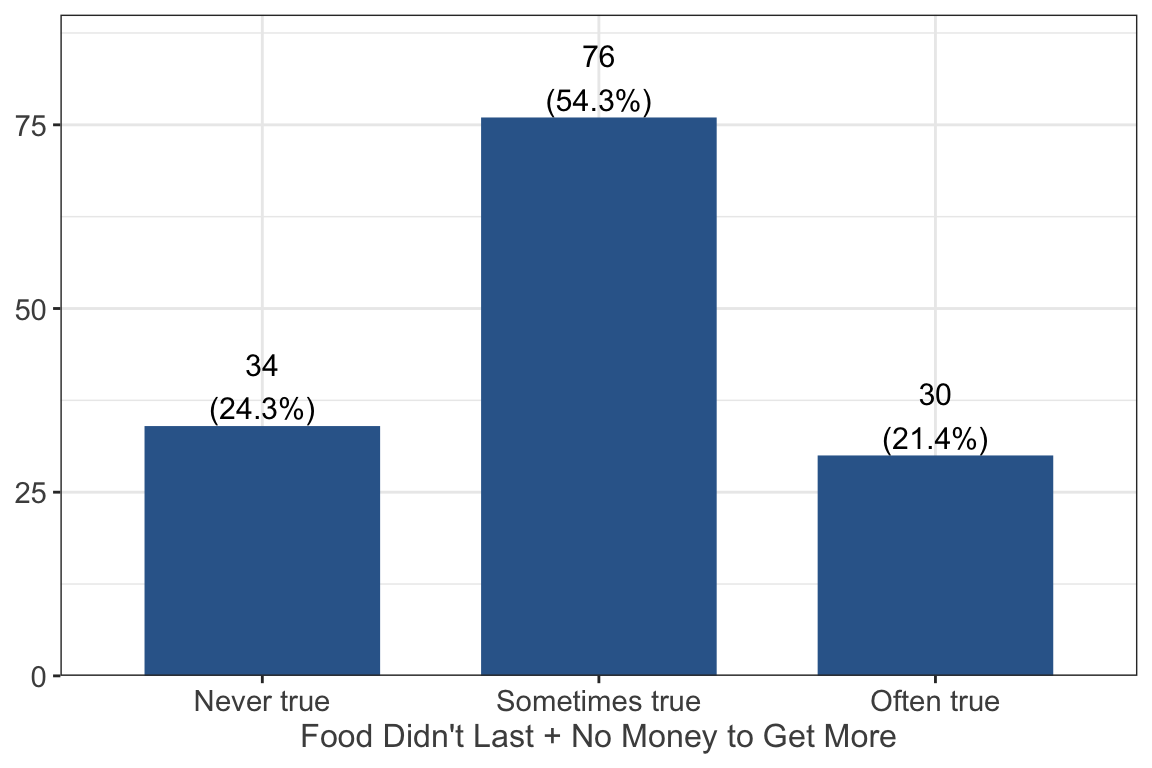 76
(54.3%)
75
50
34
(24.3%)
30
(21.4%)
25
0
Never true
Sometimes true
Often true
Food Didn't Last + No Money to Get More